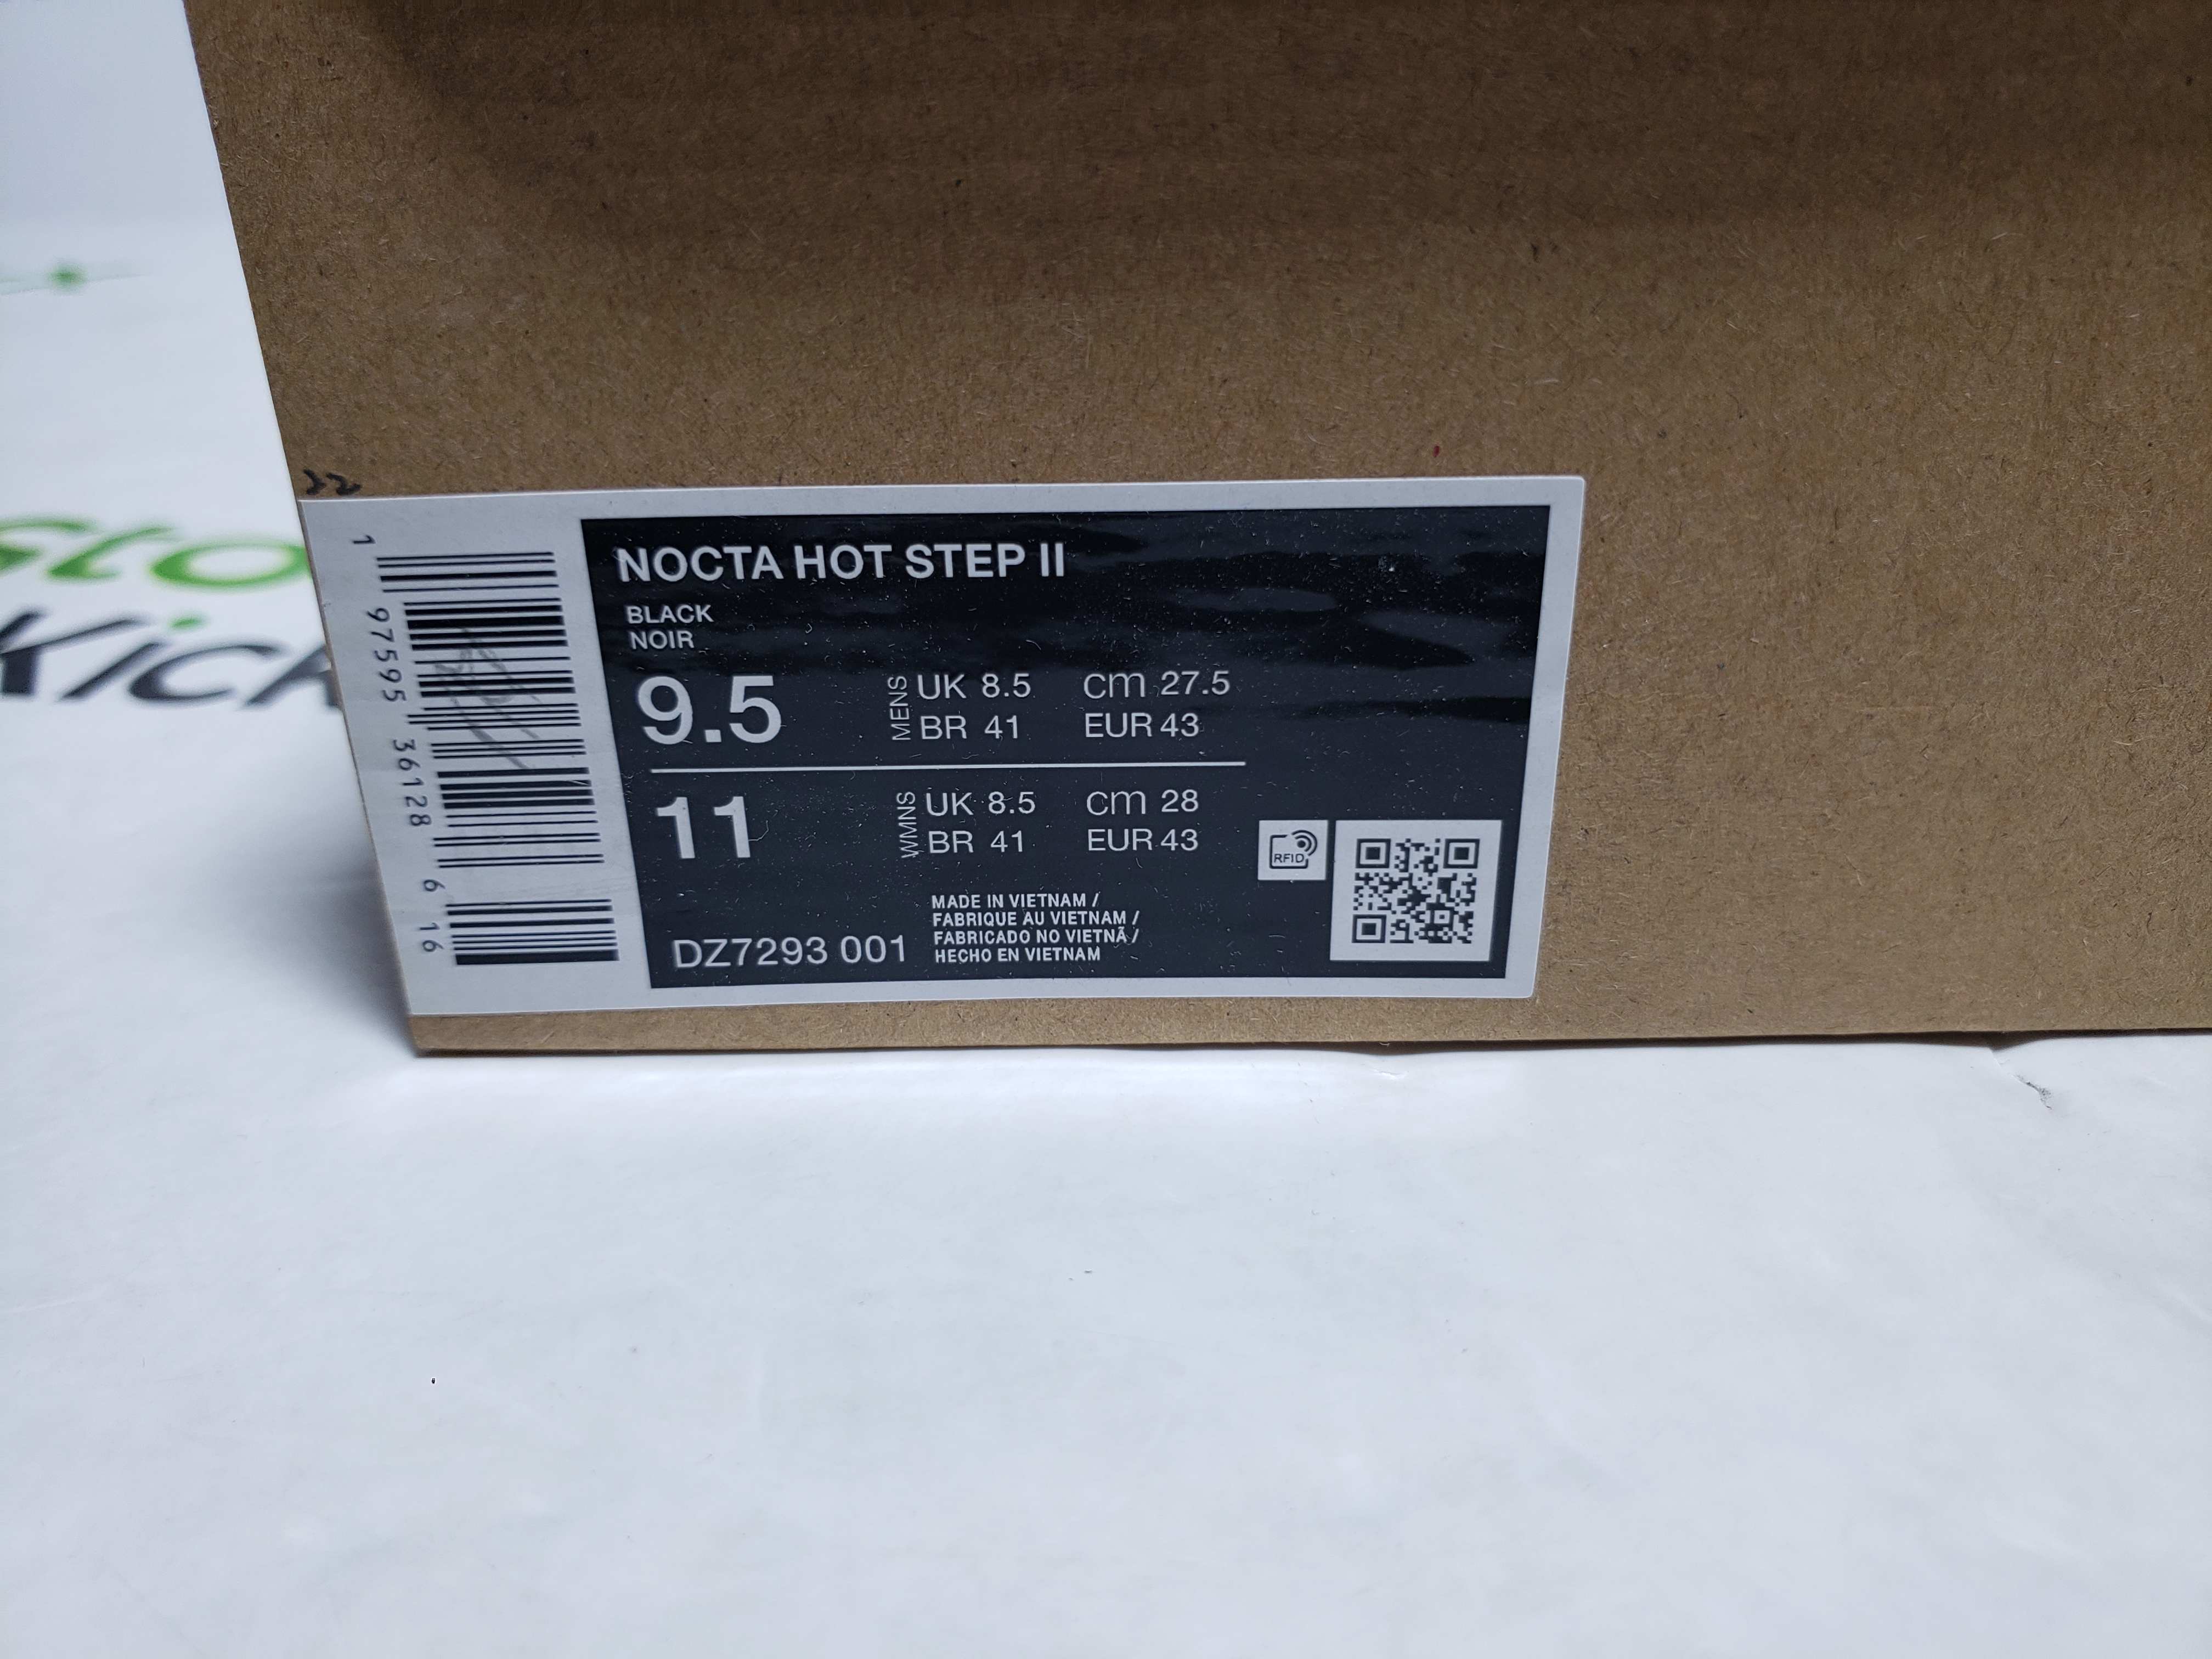 22
1 97595 36128 6 16
NOCTA HOT STEP II
BLACK
NOIR
9.5
MENS
UK 8.5 cm 27.5
BR 41 EUR 43
11
WMNS
UK 8.5 cm 28
BR 41 EUR 43
RFID
DZ7293 001
MADE IN VIETNAM /
FABRIQUE AU VIETNAM /
FABRICADO NO VIETNÃ /
HECHO EN VIETNAM